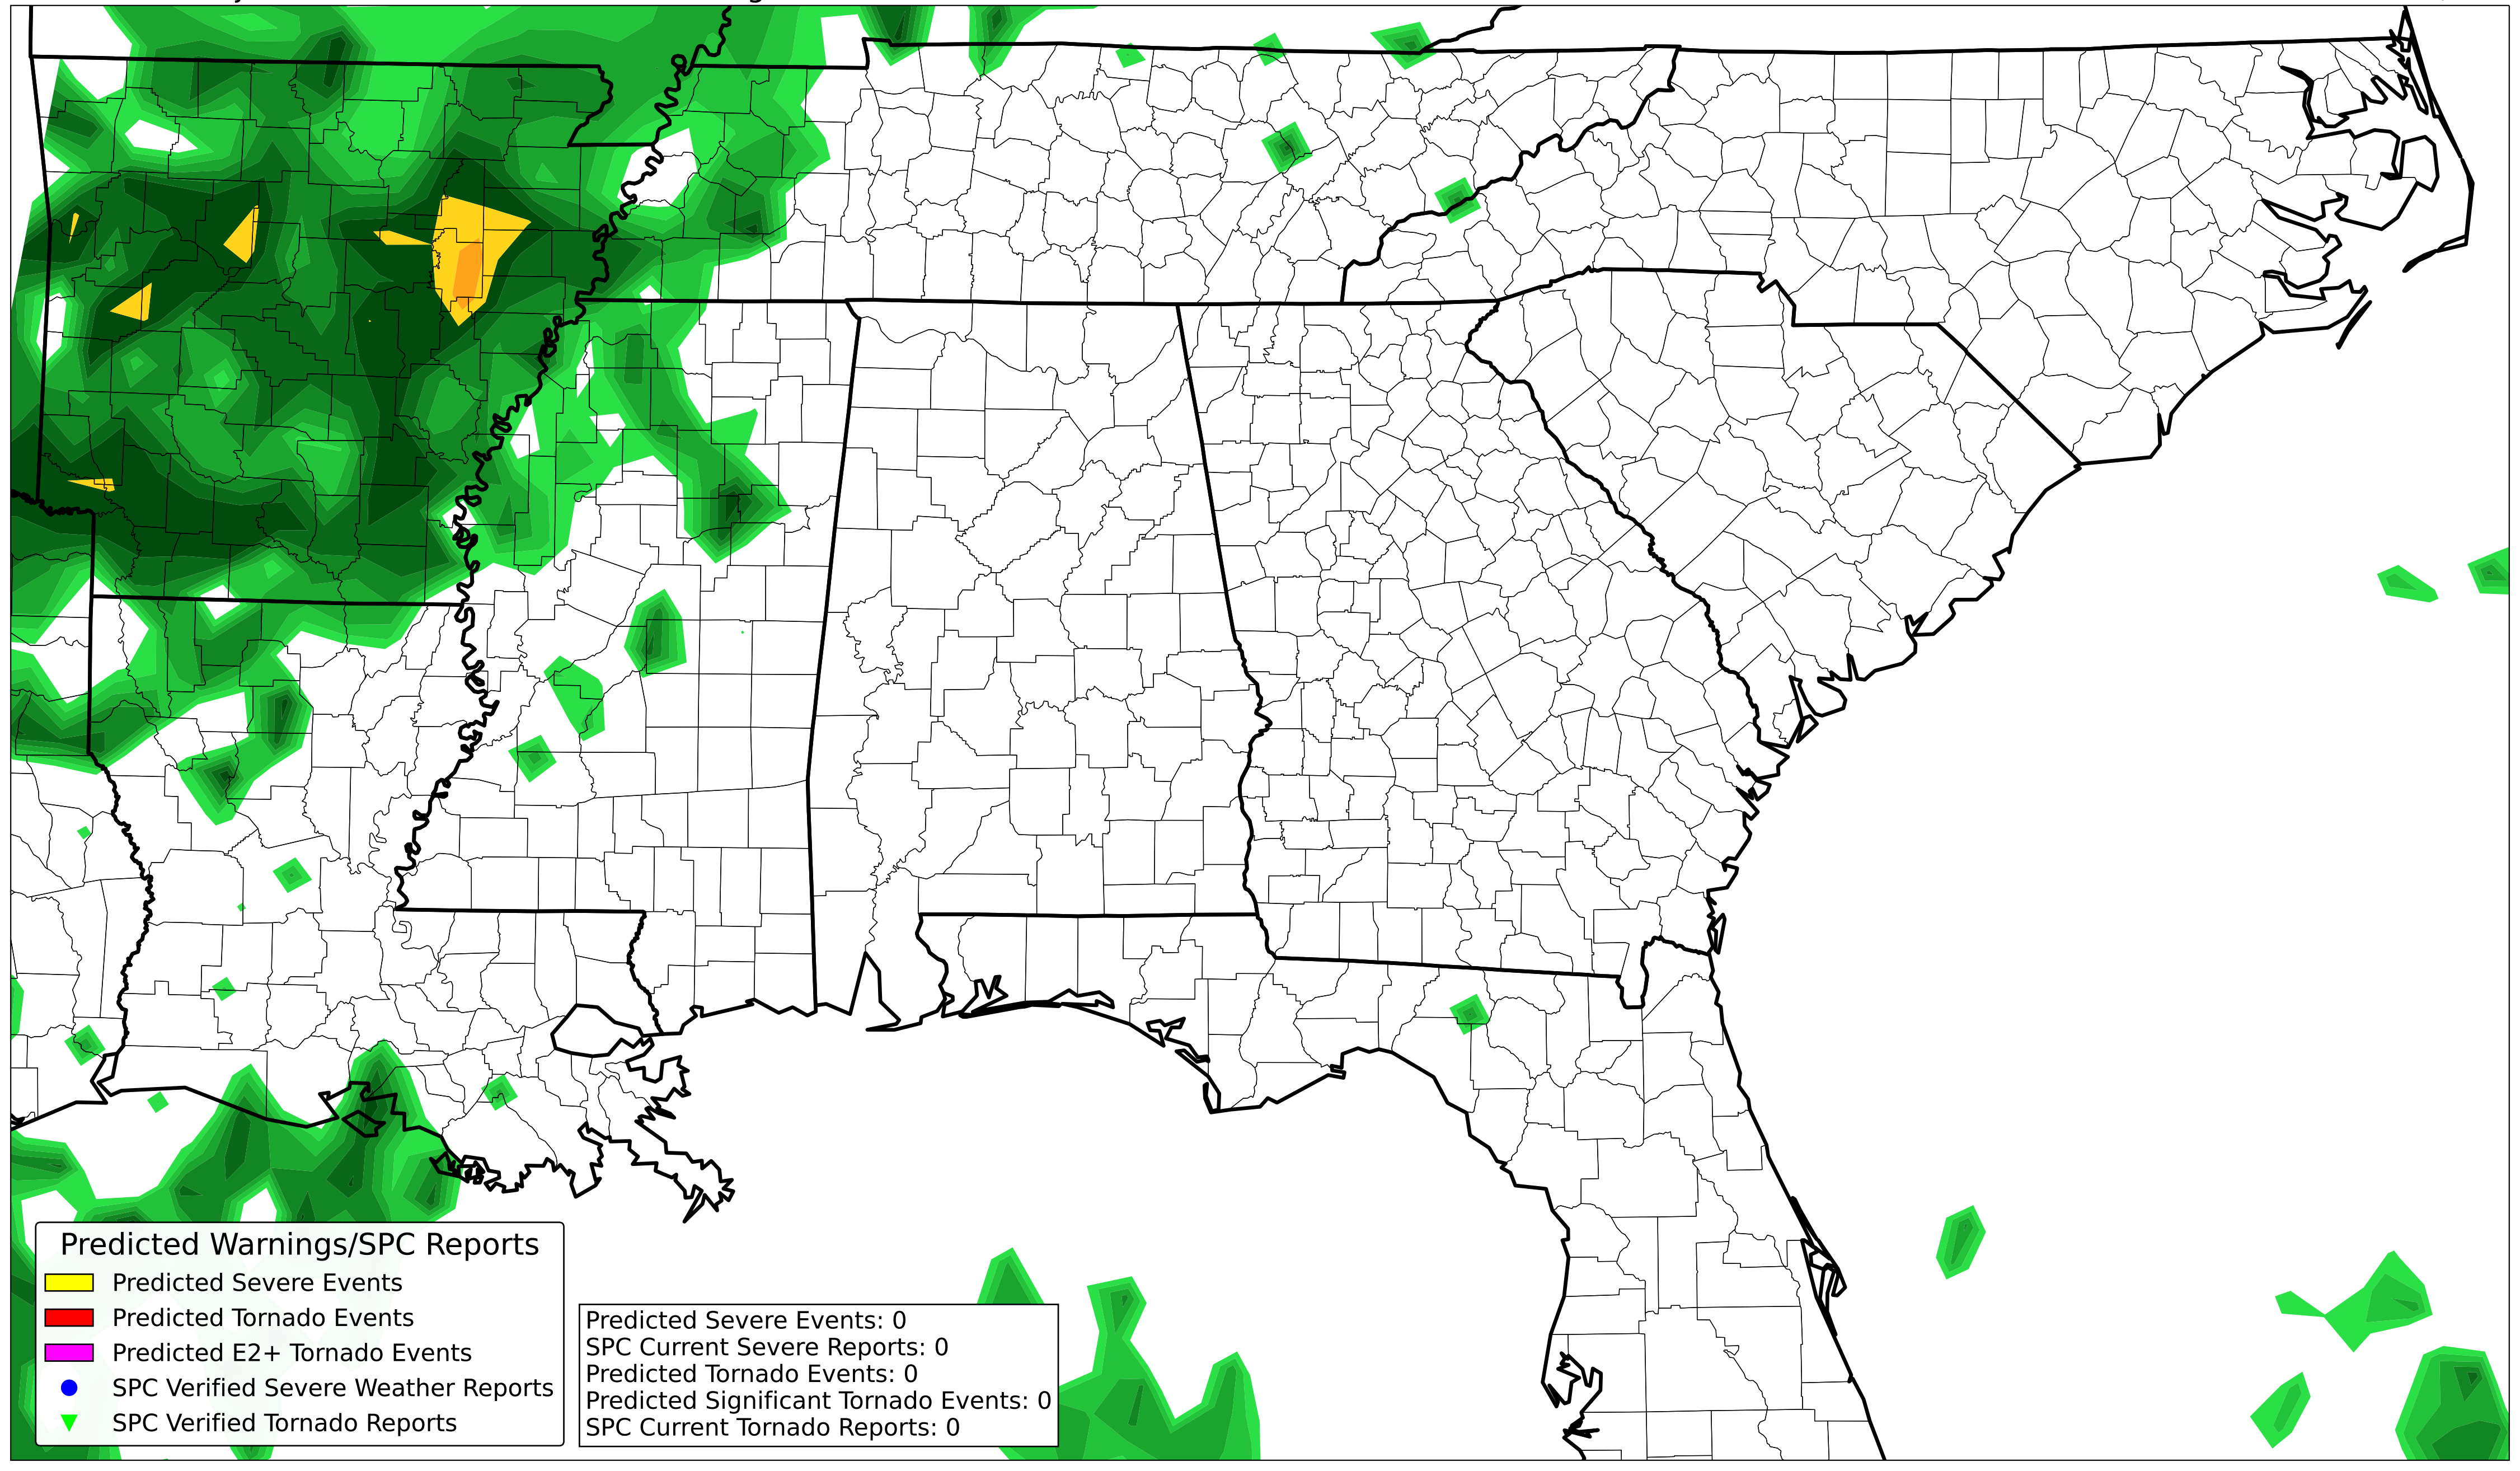 Predicted Warnings/SPC Reports
Predicted Severe Events
Predicted Tornado Events
Predicted E2+ Tornado Events
SPC Verified Severe Weather Reports
SPC Verified Tornado Reports
Predicted Severe Events: 0
SPC Current Severe Reports: 0
Predicted Tornado Events: 0
Predicted Significant Tornado Events: 0
SPC Current Tornado Reports: 0